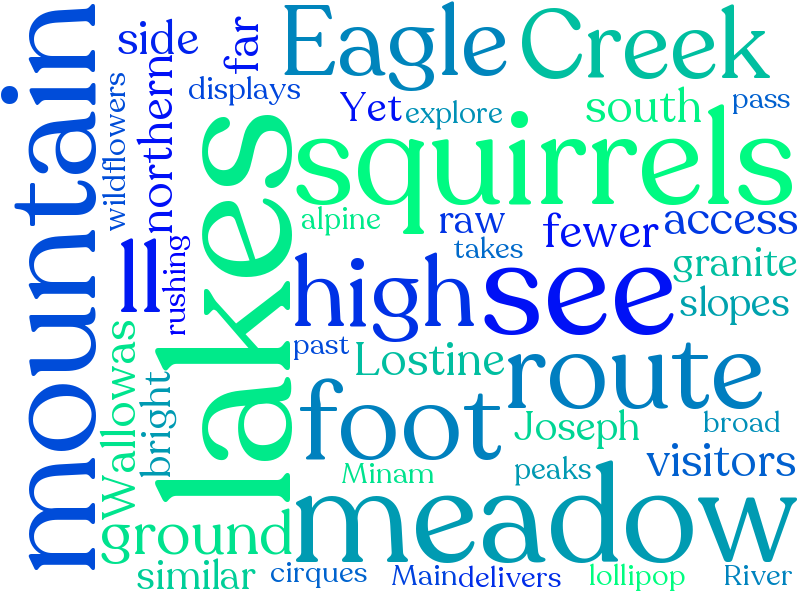 mountain
side
far
Eagle
Creek
wildflowers
northern
displays
Yet
explore
south
pass
lakes
squirrels
alpine
raw
fewer
access
takes
ll
rushing
high
see
granite
slopes
past
Lostine
route
Wallowas
bright
foot
Joseph
broad
Minam
peaks
visitors
ground
meadow
similar
cirques
Main
delivers
lollipop
River